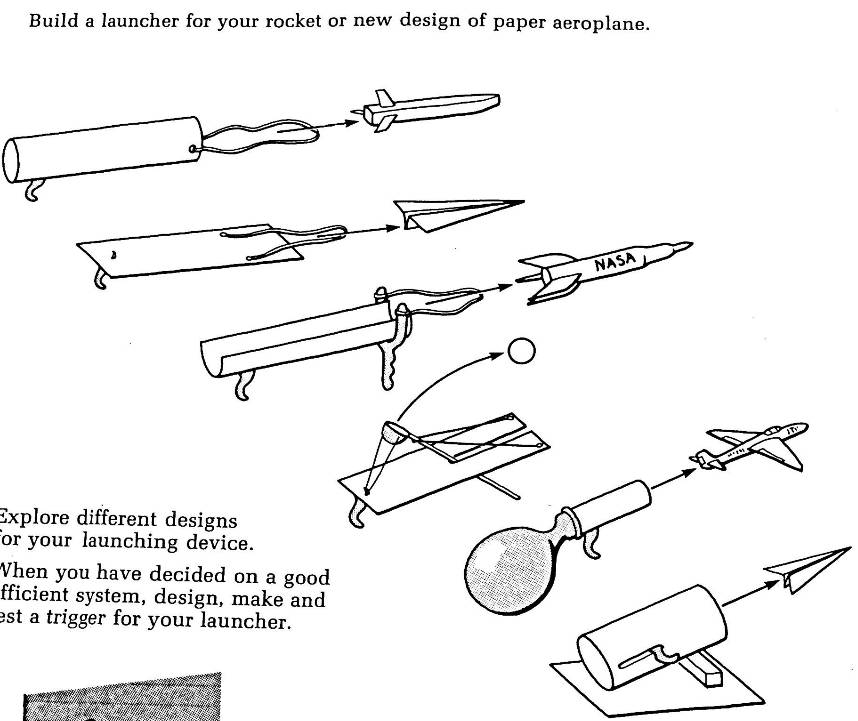 Build a launcher for your rocket or new design of paper aeroplane.
NASA
Explore different designs
for your launching device.
When you have decided on a good
fficient system, design, make and
est a trigger for your launcher.